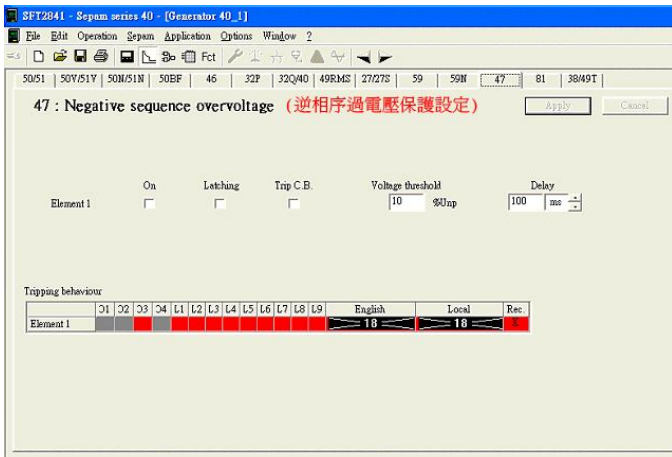 SFT2841 - Sepam series 40 - [Generator 40_1]
File Edit Operation Sepam Application Options Window ?
Fct
50/51 50V/51V 50N/51N 50BF 46 32P 32Q/40 49RMS 27/27S 59 59N 47 81 38/49T
47 : Negative sequence overvoltage (逆相序過電壓保護設定) Apply Cancel
On Latching Trip C.B. Voltage threshold Delay
Element 1 10 %Unp 100 ms
Tripping behaviour
O1 O2 O3 O4 L1 L2 L3 L4 L5 L6 L7 L8 L9 English Local Rec.
Element 1 18 18 X